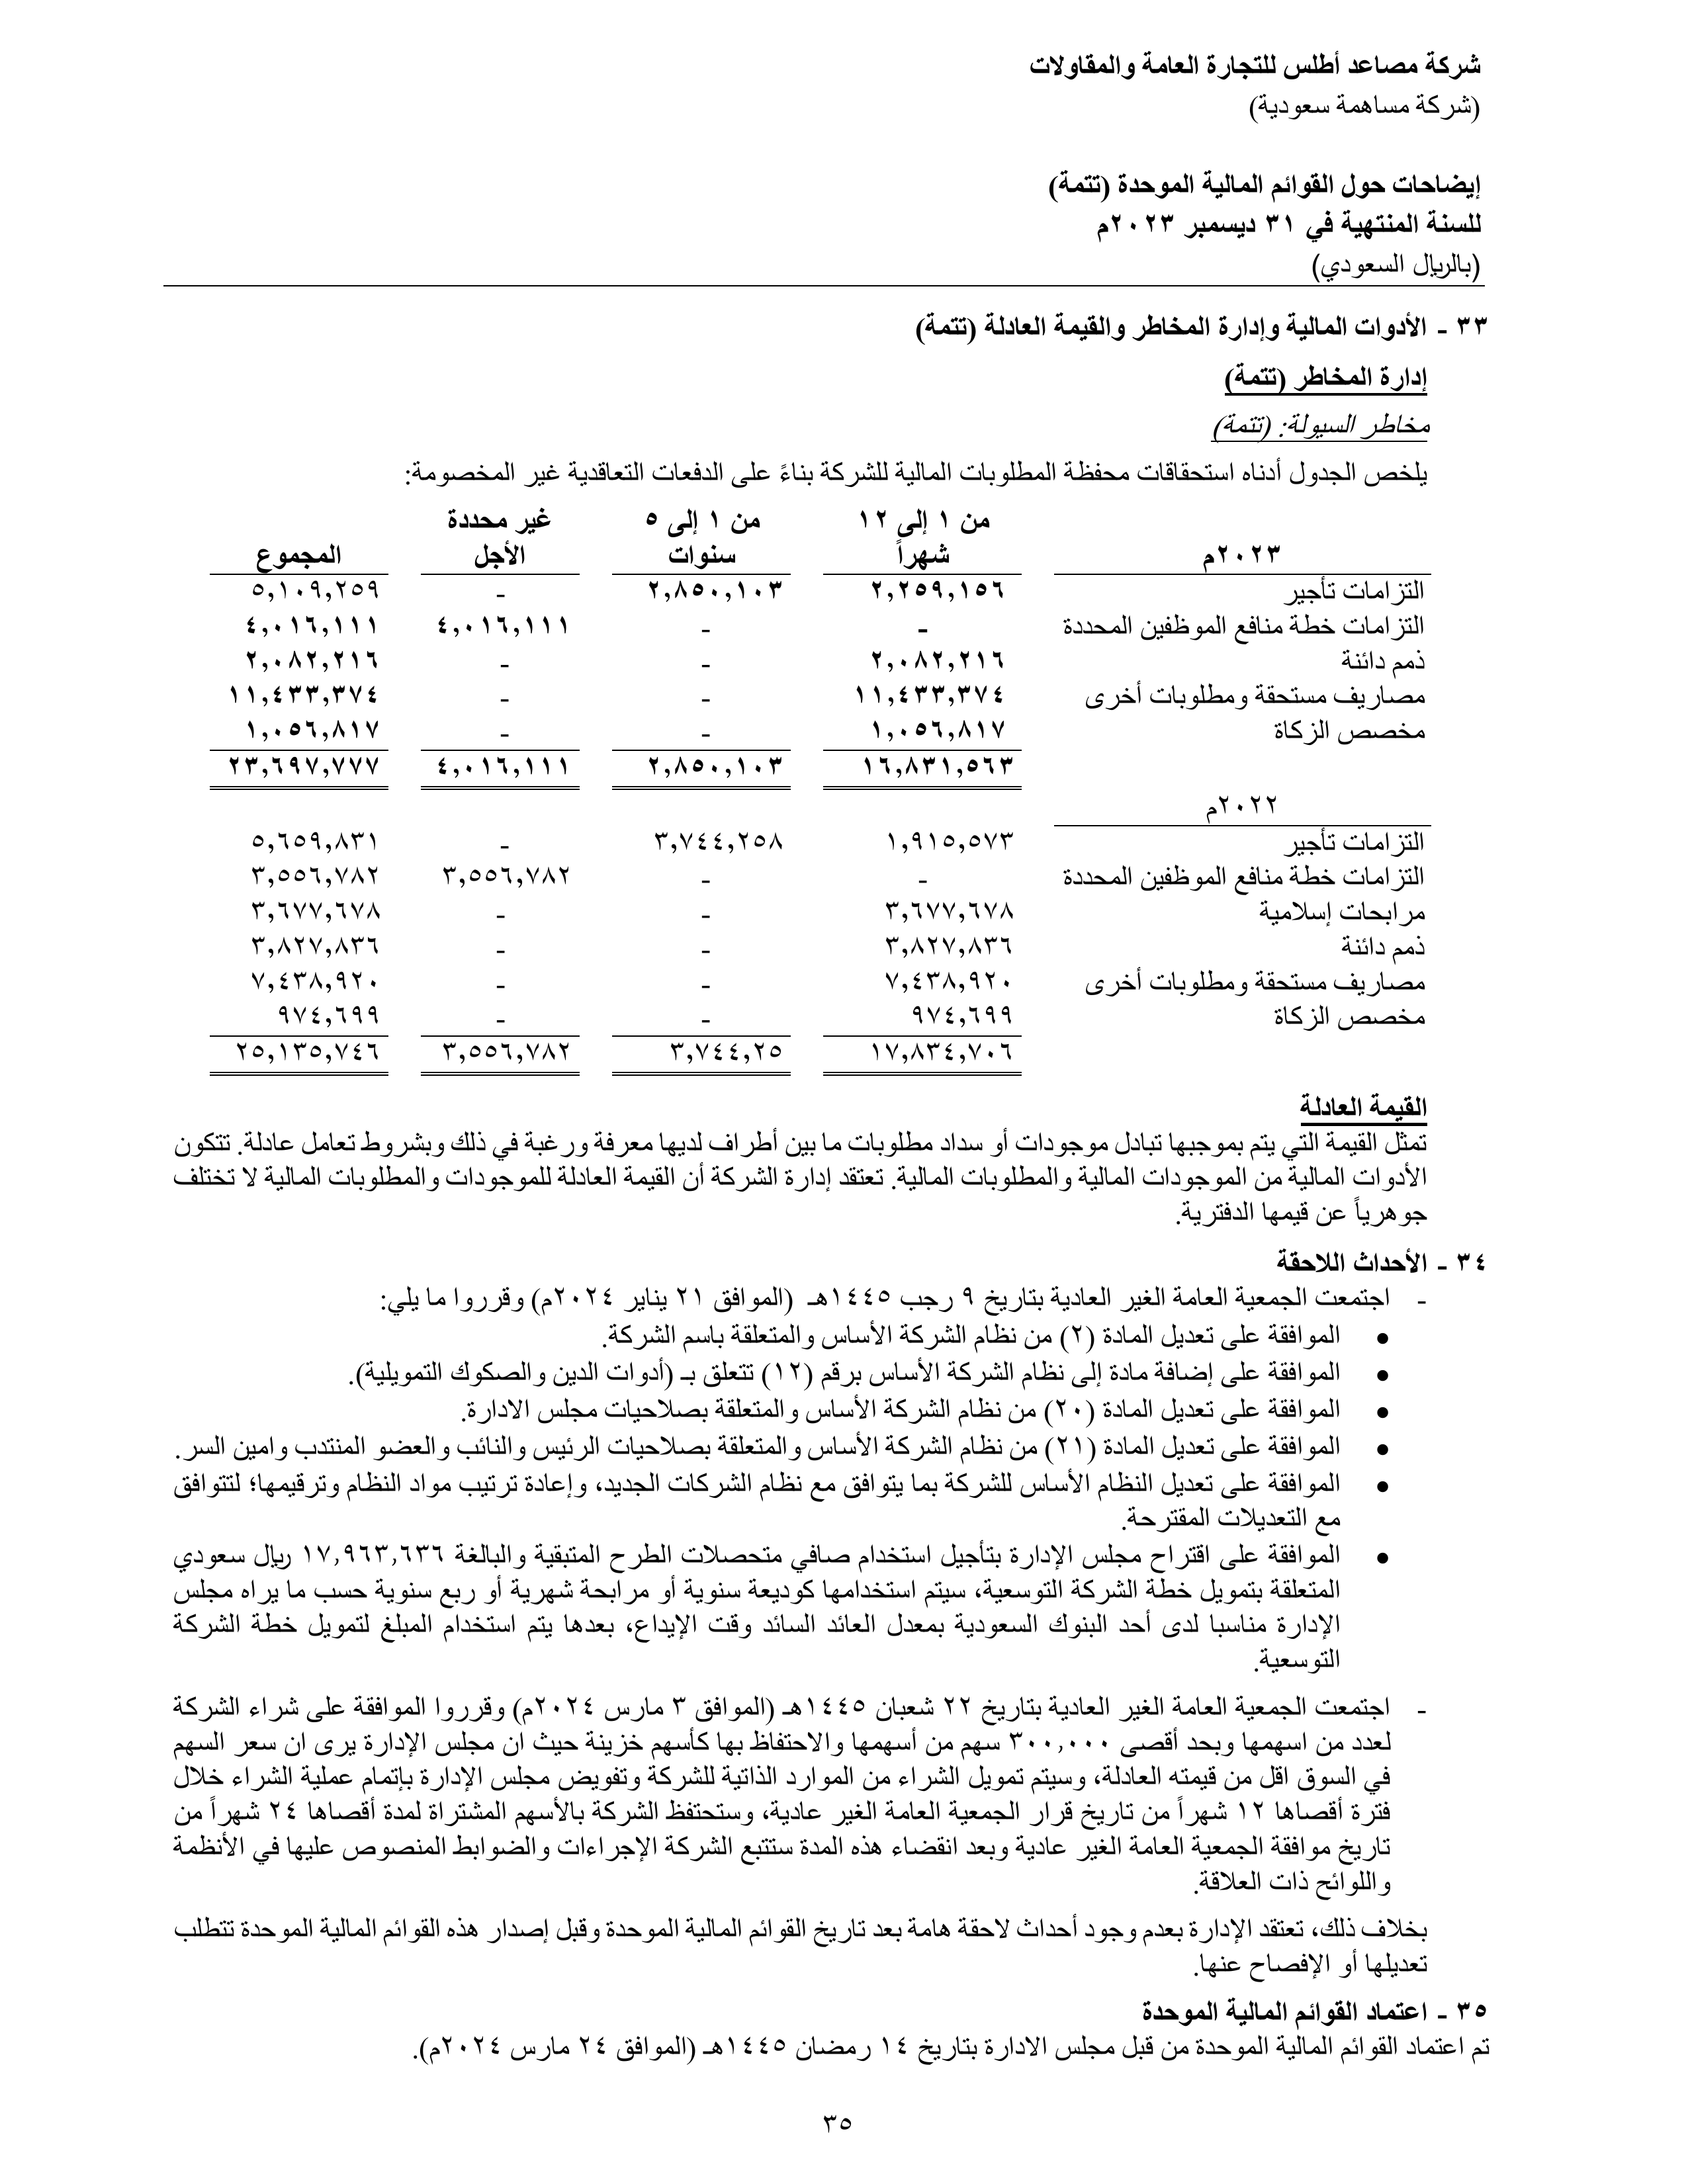 شركة مصاعد أطلس للتجارة العامة والمقاولات
(شركة مساهمة سعودية)
إيضاحات حول القوائم المالية الموحدة (تتمة)
للسنة المنتهية في ٣١ ديسمبر ٢٠٢٣م
(بالريال السعودي)
٣٣ - الأدوات المالية وإدارة المخاطر والقيمة العادلة (تتمة)
إدارة المخاطر (تتمة)
مخاطر السيولة: (تتمة)
يلخص الجدول أدناه استحقاقات محفظة المطلوبات المالية للشركة بناءً على الدفعات التعاقدية غير المخصومة:
من ١ إلى ١٢ من ١ إلى ٥ غير محددة
٢٠٢٣م شهراً سنوات الأجل المجموع
التزامات تأجير ٢,٢٥٩,١٥٦ ٢,٨٥٠,١٠٣ - ٥,١٠٩,٢٥٩
التزامات خطة منافع الموظفين المحددة - - ٤,٠١٦,١١١ ٤,٠١٦,١١١
ذمم دائنة ٢,٠٨٢,٢١٦ - - ٢,٠٨٢,٢١٦
مصاريف مستحقة ومطلوبات أخرى ١١,٤٣٣,٣٧٤ - - ١١,٤٣٣,٣٧٤
مخصص الزكاة ١,٠٥٦,٨١٧ - - ١,٠٥٦,٨١٧
١٦,٨٣١,٥٦٣ ٢,٨٥٠,١٠٣ ٤,٠١٦,١١١ ٢٣,٦٩٧,٧٧٧
٢٠٢٢م
التزامات تأجير ١,٩١٥,٥٧٣ ٣,٧٤٤,٢٥٨ - ٥,٦٥٩,٨٣١
التزامات خطة منافع الموظفين المحددة - - ٣,٥٥٦,٧٨٢ ٣,٥٥٦,٧٨٢
مرابحات إسلامية ٣,٦٧٧,٦٧٨ - - ٣,٦٧٧,٦٧٨
ذمم دائنة ٣,٨٢٧,٨٣٦ - - ٣,٨٢٧,٨٣٦
مصاريف مستحقة ومطلوبات أخرى ٧,٤٣٨,٩٢٠ - - ٧,٤٣٨,٩٢٠
مخصص الزكاة ٩٧٤,٦٩٩ - - ٩٧٤,٦٩٩
١٧,٨٣٤,٧٠٦ ٣,٧٤٤,٢٥ ٣,٥٥٦,٧٨٢ ٢٥,١٣٥,٧٤٦
القيمة العادلة
تمثل القيمة التي يتم بموجبها تبادل موجودات أو سداد مطلوبات ما بين أطراف لديها معرفة ورغبة في ذلك وبشروط تعامل عادلة. تتكون
الأدوات المالية من الموجودات المالية والمطلوبات المالية. تعتقد إدارة الشركة أن القيمة العادلة للموجودات والمطلوبات المالية لا تختلف
جوهرياً عن قيمها الدفترية.
٣٤ - الأحداث اللاحقة
- اجتمعت الجمعية العامة الغير العادية بتاريخ ٩ رجب ١٤٤٥هـ (الموافق ٢١ يناير ٢٠٢٤م) وقرروا ما يلي:
• الموافقة على تعديل المادة (٢) من نظام الشركة الأساس والمتعلقة باسم الشركة.
• الموافقة على إضافة مادة إلى نظام الشركة الأساس برقم (١٢) تتعلق بـ (أدوات الدين والصكوك التمويلية).
• الموافقة على تعديل المادة (٢٠) من نظام الشركة الأساس والمتعلقة بصلاحيات مجلس الادارة.
• الموافقة على تعديل المادة (٢١) من نظام الشركة الأساس والمتعلقة بصلاحيات الرئيس والنائب والعضو المنتدب وامين السر.
• الموافقة على تعديل النظام الأساس للشركة بما يتوافق مع نظام الشركات الجديد، وإعادة ترتيب مواد النظام وترقيمها؛ لتتوافق
مع التعديلات المقترحة.
• الموافقة على اقتراح مجلس الإدارة بتأجيل استخدام صافي متحصلات الطرح المتبقية والبالغة ١٧,٩٦٣,٦٣٦ ريال سعودي
المتعلقة بتمويل خطة الشركة التوسعية، سيتم استخدامها كوديعة سنوية أو مرابحة شهرية أو ربع سنوية حسب ما يراه مجلس
الإدارة مناسبا لدى أحد البنوك السعودية بمعدل العائد السائد وقت الإيداع، بعدها يتم استخدام المبلغ لتمويل خطة الشركة
التوسعية.
- اجتمعت الجمعية العامة الغير العادية بتاريخ ٢٢ شعبان ١٤٤٥هـ (الموافق ٣ مارس ٢٠٢٤م) وقرروا الموافقة على شراء الشركة
لعدد من اسهمها وبحد أقصى ٣٠٠,٠٠٠ سهم من أسهمها والاحتفاظ بها كأسهم خزينة حيث ان مجلس الإدارة يرى ان سعر السهم
في السوق اقل من قيمته العادلة، وسيتم تمويل الشراء من الموارد الذاتية للشركة وتفويض مجلس الإدارة بإتمام عملية الشراء خلال
فترة أقصاها ١٢ شهراً من تاريخ قرار الجمعية العامة الغير عادية، وستحتفظ الشركة بالأسهم المشتراة لمدة أقصاها ٢٤ شهراً من
تاريخ موافقة الجمعية العامة الغير عادية وبعد انقضاء هذه المدة ستتبع الشركة الإجراءات والضوابط المنصوص عليها في الأنظمة
واللوائح ذات العلاقة.
بخلاف ذلك، تعتقد الإدارة بعدم وجود أحداث لاحقة هامة بعد تاريخ القوائم المالية الموحدة وقبل إصدار هذه القوائم المالية الموحدة تتطلب
تعديلها أو الإفصاح عنها.
٣٥ - اعتماد القوائم المالية الموحدة
تم اعتماد القوائم المالية الموحدة من قبل مجلس الادارة بتاريخ ١٤ رمضان ١٤٤٥هـ (الموافق ٢٤ مارس ٢٠٢٤م).
٣٥